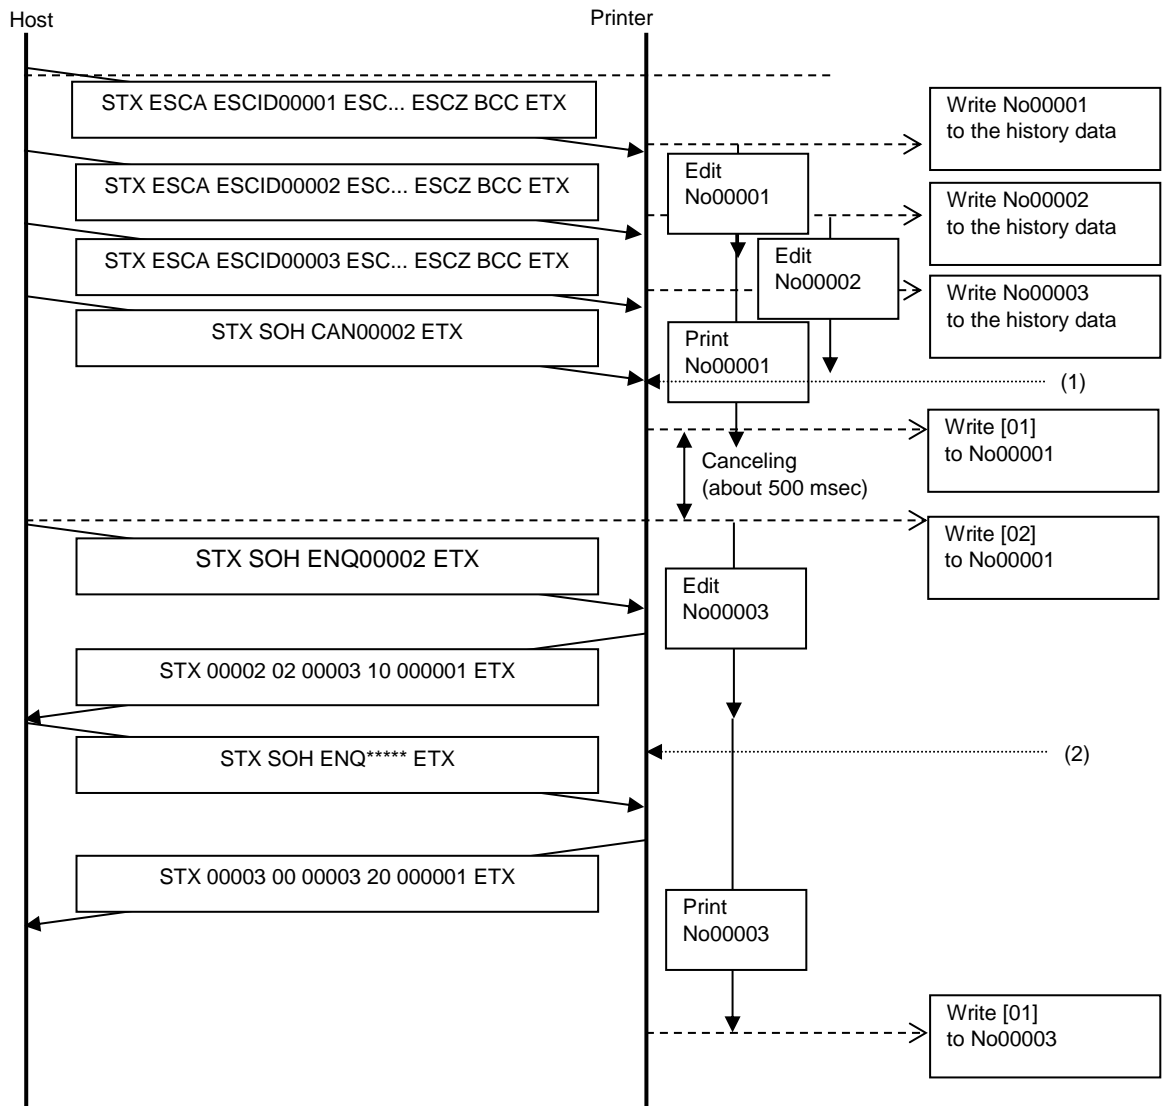 Host
Printer
STX ESCA ESCID00001 ESC... ESCZ BCC ETX
Write No00001
to the history data
Edit
No00001
STX ESCA ESCID00002 ESC... ESCZ BCC ETX
Write No00002
to the history data
STX ESCA ESCID00003 ESC... ESCZ BCC ETX
Edit
No00002
Write No00003
to the history data
STX SOH CAN00002 ETX
Print
No00001
(1)
Write [01]
to No00001
Canceling
(about 500 msec)
Write [02]
to No00001
STX SOH ENQ00002 ETX
Edit
No00003
STX 00002 02 00003 10 000001 ETX
STX SOH ENQ***** ETX
(2)
STX 00003 00 00003 20 000001 ETX
Print
No00003
Write [01]
to No00003